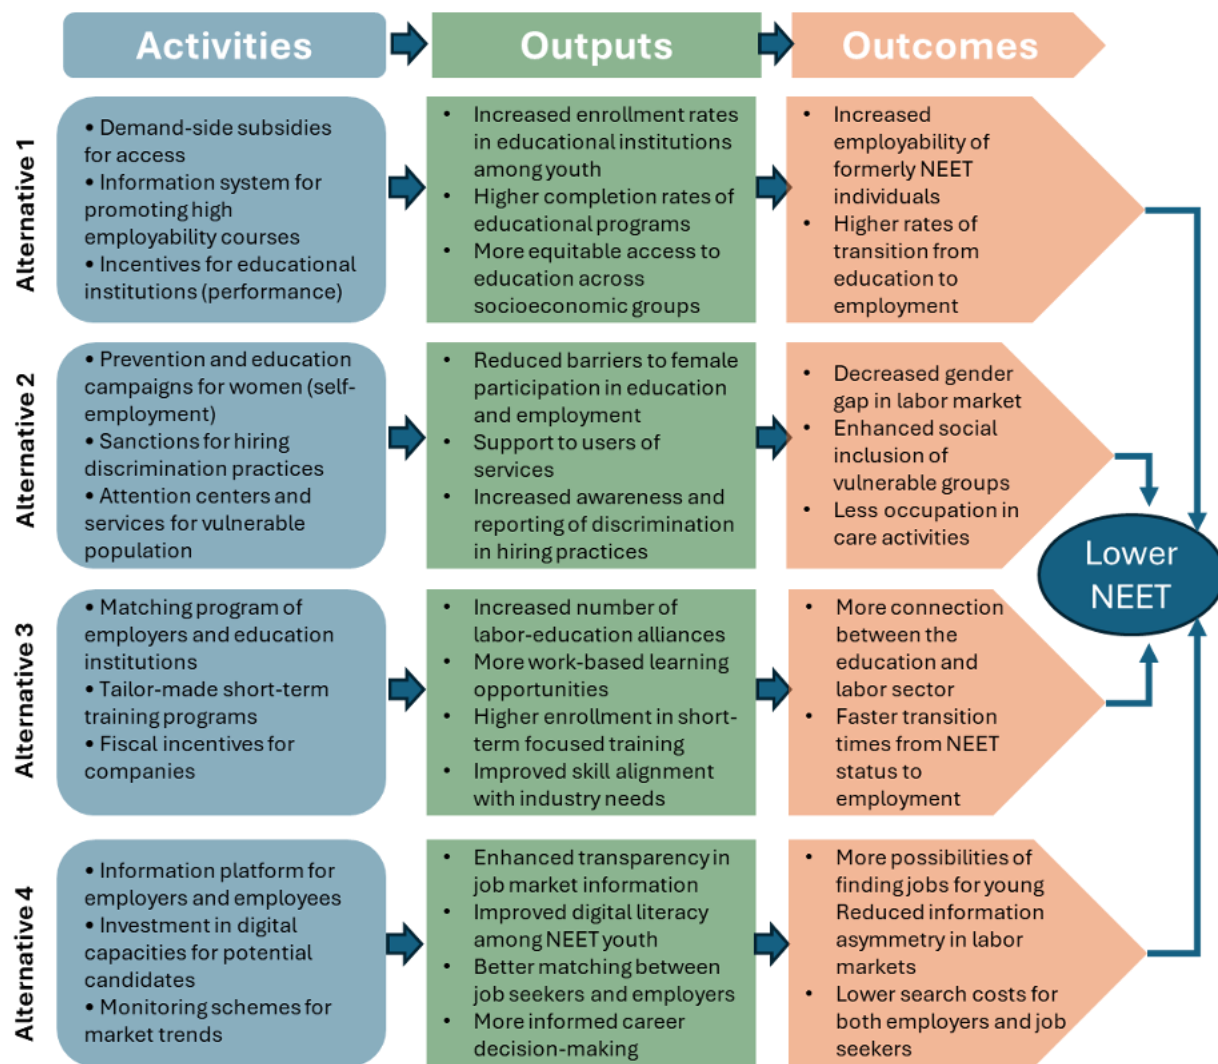 Activities
Outputs
Outcomes
Alternative 1
• Demand-side subsidies
for access
• Information system for
promoting high
employability courses
• Incentives for educational
institutions (performance)
• Increased enrollment rates
in educational institutions
among youth
• Higher completion rates of
educational programs
• More equitable access to
education across
socioeconomic groups
• Increased
employability of
formerly NEET
individuals
• Higher rates of
transition from
education to
employment
Alternative 2
• Prevention and education
campaigns for women (self-
employment)
• Sanctions for hiring
discrimination practices
• Attention centers and
services for vulnerable
population
• Reduced barriers to female
participation in education
and employment
• Support to users of
services
• Increased awareness and
reporting of discrimination
in hiring practices
• Decreased gender
gap in labor market
• Enhanced social
inclusion of
vulnerable groups
• Less occupation in
care activities
Lower
NEET
Alternative 3
• Matching program of
employers and education
institutions
• Tailor-made short-term
training programs
• Fiscal incentives for
companies
• Increased number of
labor-education alliances
• More work-based learning
opportunities
• Higher enrollment in short-
term focused training
• Improved skill alignment
with industry needs
• More connection
between the
education and
labor sector
• Faster transition
times from NEET
status to
employment
Alternative 4
• Information platform for
employers and employees
• Investment in digital
capacities for potential
candidates
• Monitoring schemes for
market trends
• Enhanced transparency in
job market information
• Improved digital literacy
among NEET youth
• Better matching between
job seekers and employers
• More informed career
decision-making
• More possibilities of
finding jobs for young
Reduced information
asymmetry in labor
markets
• Lower search costs for
both employers and job
seekers